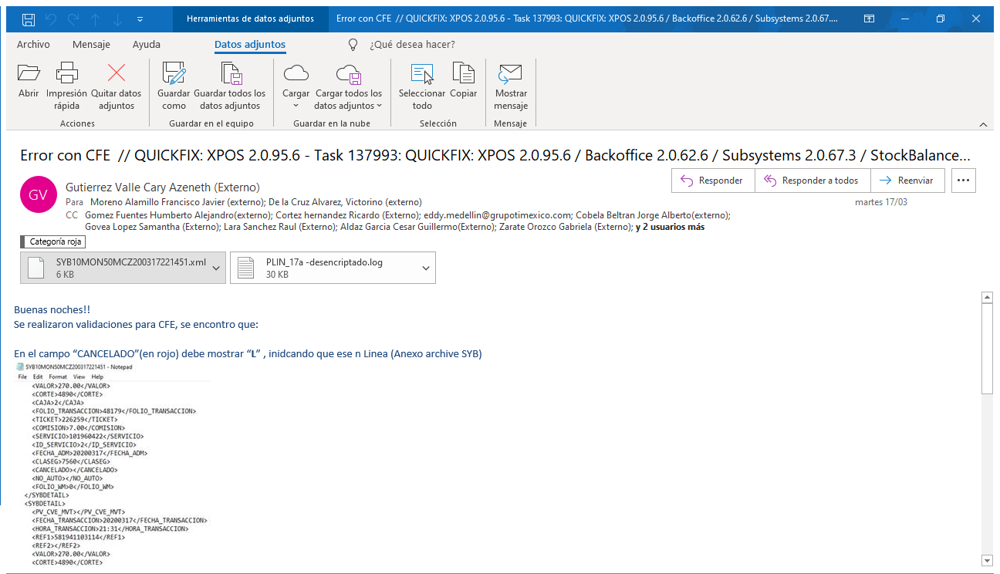 Herramientas de datos adjuntos
Error con CFE // QUICKFIX: XPOS 2.0.95.6 - Task 137993: QUICKFIX: XPOS 2.0.95.6 / Backoffice 2.0.62.6 / Subsystems 2.0.67....
Archivo Mensaje Ayuda Datos adjuntos ¿Qué desea hacer?
Abrir Impresión rápida Quitar datos adjuntos Guardar como Guardar todos los datos adjuntos Cargar Cargar todos los datos adjuntos Seleccionar todo Copiar Mostrar mensaje
Acciones Guardar en el equipo Guardar en la nube Selección Mensaje
Error con CFE // QUICKFIX: XPOS 2.0.95.6 - Task 137993: QUICKFIX: XPOS 2.0.95.6 / Backoffice 2.0.62.6 / Subsystems 2.0.67.3 / StockBalance...
Responder Responder a todos Reenviar
GV
Gutierrez Valle Cary Azeneth (Externo)
Para Moreno Alamillo Francisco Javier (externo); De la Cruz Alvarez, Victorino (externo)
martes 17/03
CC Gomez Fuentes Humberto Alejandro(externo); Cortez hernandez Ricardo (Externo); eddy.medellin@grupotimexico.com; Cobela Beltran Jorge Alberto(externo);
Govea Lopez Samantha (Externo); Lara Sanchez Raul (Externo); Aldaz Garcia Cesar Guillermo(Externo); Zarate Orozco Gabriela (Externo); y 2 usuarios más
Categoría roja
SYB10MON50MCZ200317221451.xml
6 KB
PLIN_17a -desencriptado.log
30 KB
Buenas noches!!
Se realizaron validaciones para CFE, se encontro que:
En el campo “CANCELADO”(en rojo) debe mostrar “L” , inidcando que ese n Linea (Anexo archive SYB)
SYB10MON50MCZ200317221451 - Notepad
File Edit Format View Help
<VALOR>270.00</VALOR>
<CORTE>4890</CORTE>
<CAJA>2</CAJA>
<FOLIO_TRANSACCION>48179</FOLIO_TRANSACCION>
<TICKET>226259</TICKET>
<COMISION>7.00</COMISION>
<SERVICIO>101960422</SERVICIO>
<ID_SERVICIO>2</ID_SERVICIO>
<FECHA_ADM>20200317</FECHA_ADM>
<CLASEG>7560</CLASEG>
<CANCELADO></CANCELADO>
<NO_AUTO></NO_AUTO>
<FOLIO_WM>0</FOLIO_WM>
</SYBDETAIL>
<SYBDETAIL>
<PV_CVE_MVT></PV_CVE_MVT>
<FECHA_TRANSACCION>20200317</FECHA_TRANSACCION>
<HORA_TRANSACCION>21:31</HORA_TRANSACCION>
<REF1>581941103114</REF1>
<REF2></REF2>
<VALOR>270.00</VALOR>
<CORTE>4890</CORTE>